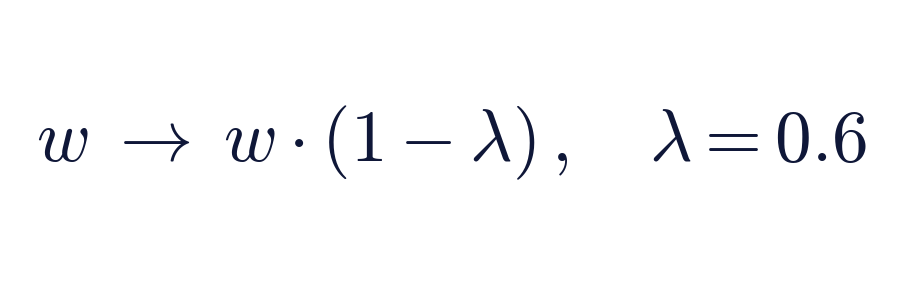 w → w · (1 − λ) ,  λ = 0.6